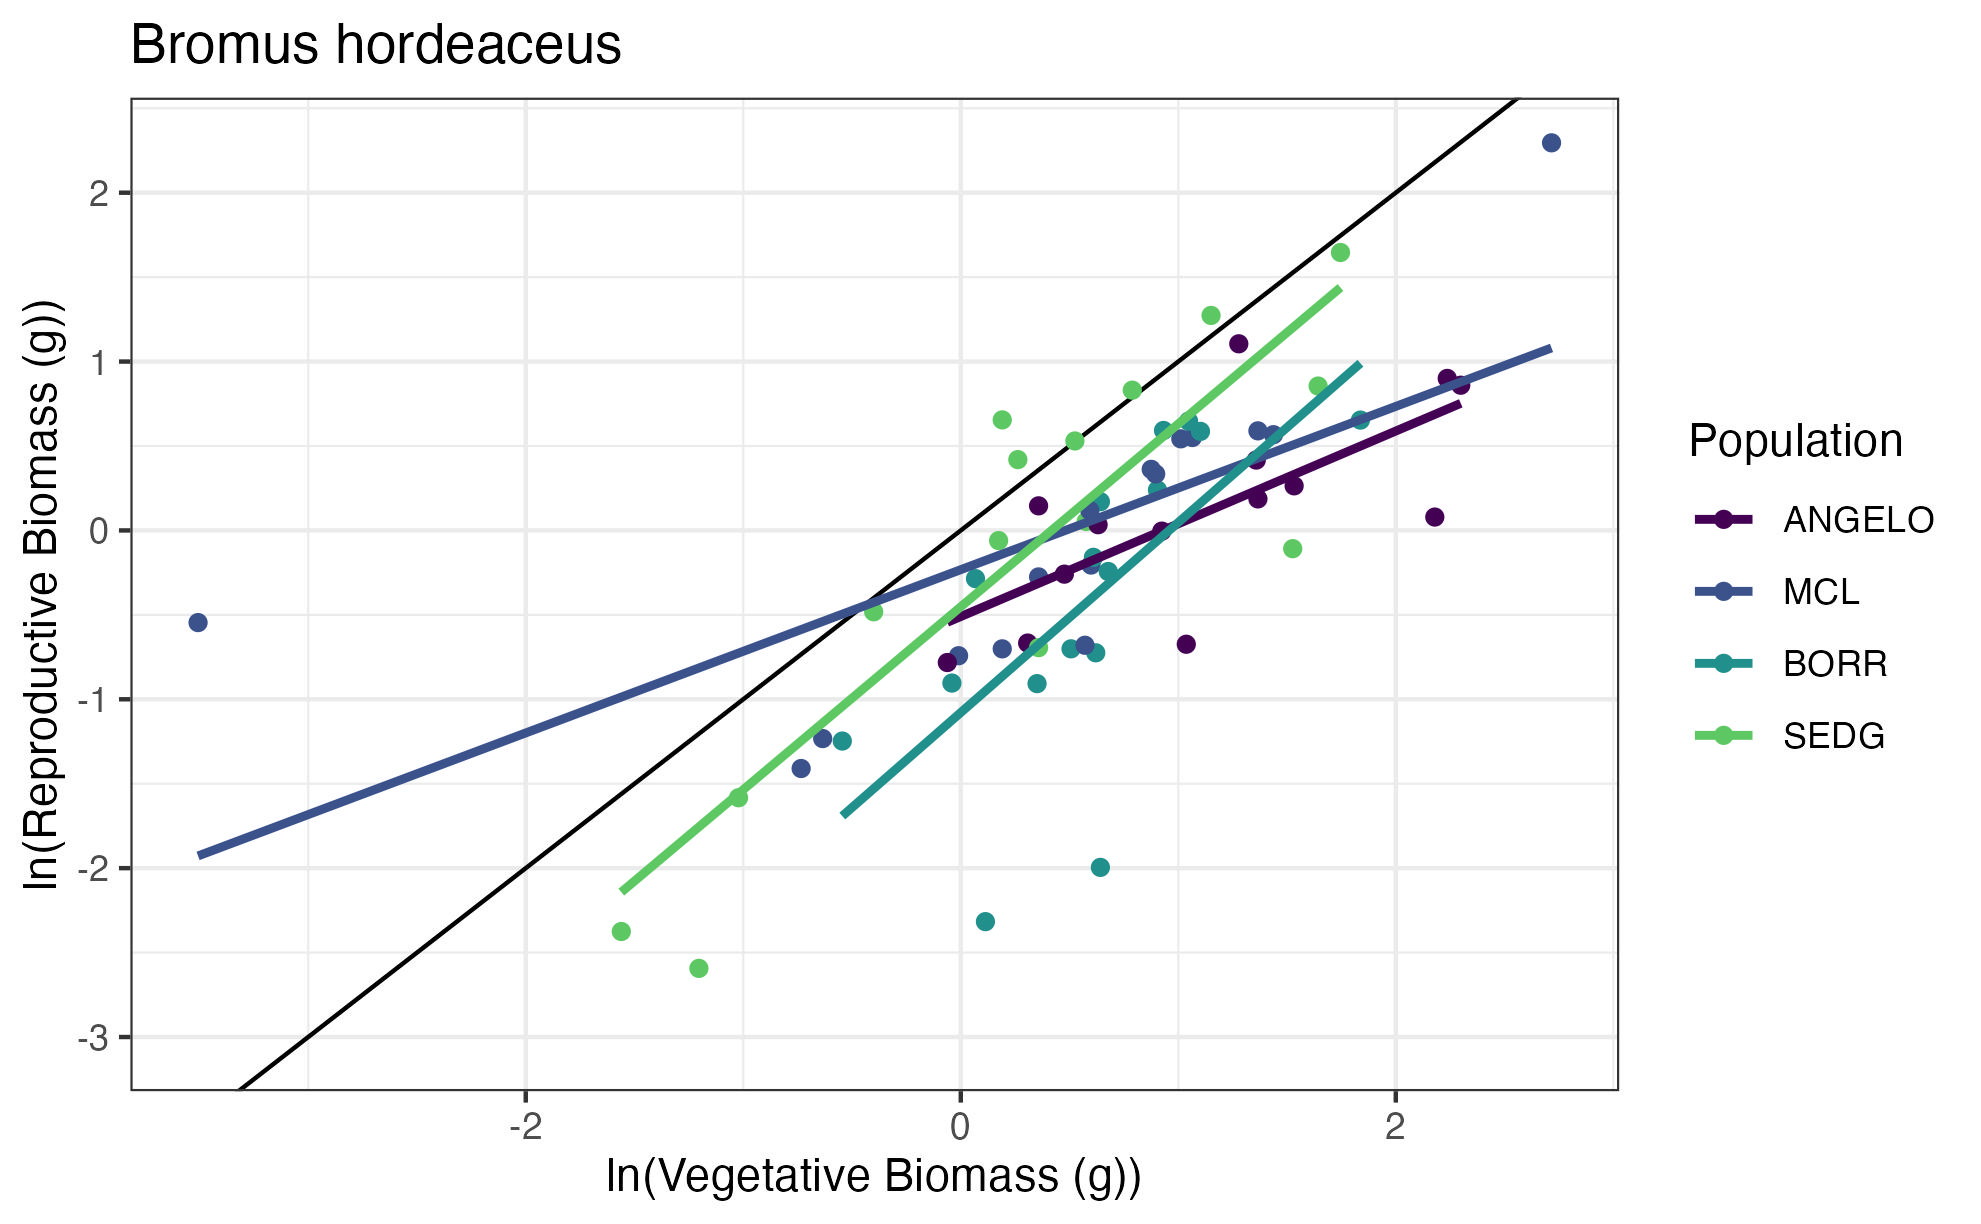 Bromus hordeaceus
ln(Reproductive Biomass (g))
2
1
0
-1
-2
-3
-2
0
2
ln(Vegetative Biomass (g))
Population
ANGELO
MCL
BORR
SEDG